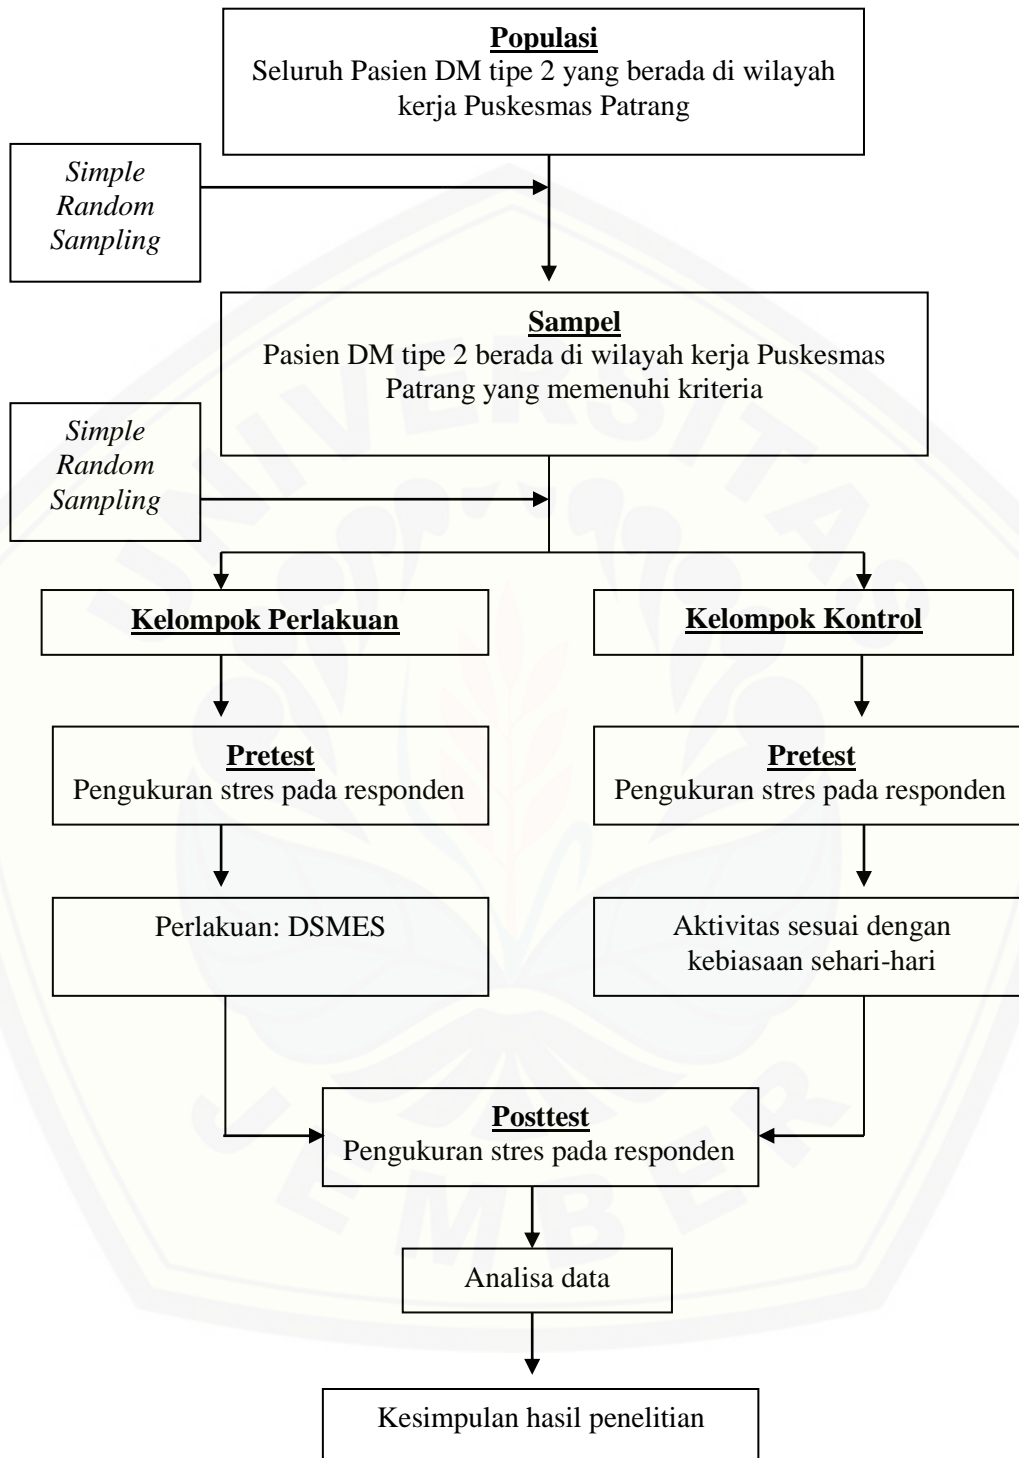 Populasi
Seluruh Pasien DM tipe 2 yang berada di wilayah
kerja Puskesmas Patrang
Simple
Random
Sampling
Sampel
Pasien DM tipe 2 berada di wilayah kerja Puskesmas
Patrang yang memenuhi kriteria
Simple
Random
Sampling
Kelompok Perlakuan
Kelompok Kontrol
Pretest
Pengukuran stres pada responden
Pretest
Pengukuran stres pada responden
Perlakuan: DSMES
Aktivitas sesuai dengan
kebiasaan sehari-hari
Posttest
Pengukuran stres pada responden
Analisa data
Kesimpulan hasil penelitian
UNIVERSITAS
JEMBER